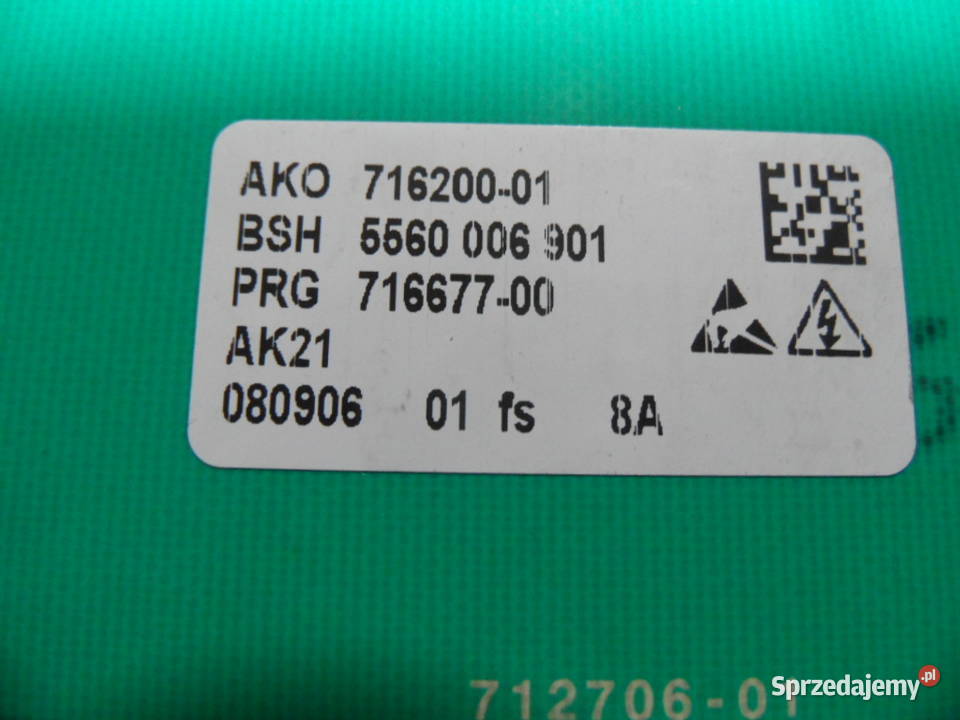 AKO 716200-01
BSH 5560 006 901
PRG 716677-00
AK21
080906 01 fs 8A
712706-01
Sprzedajemy.pl